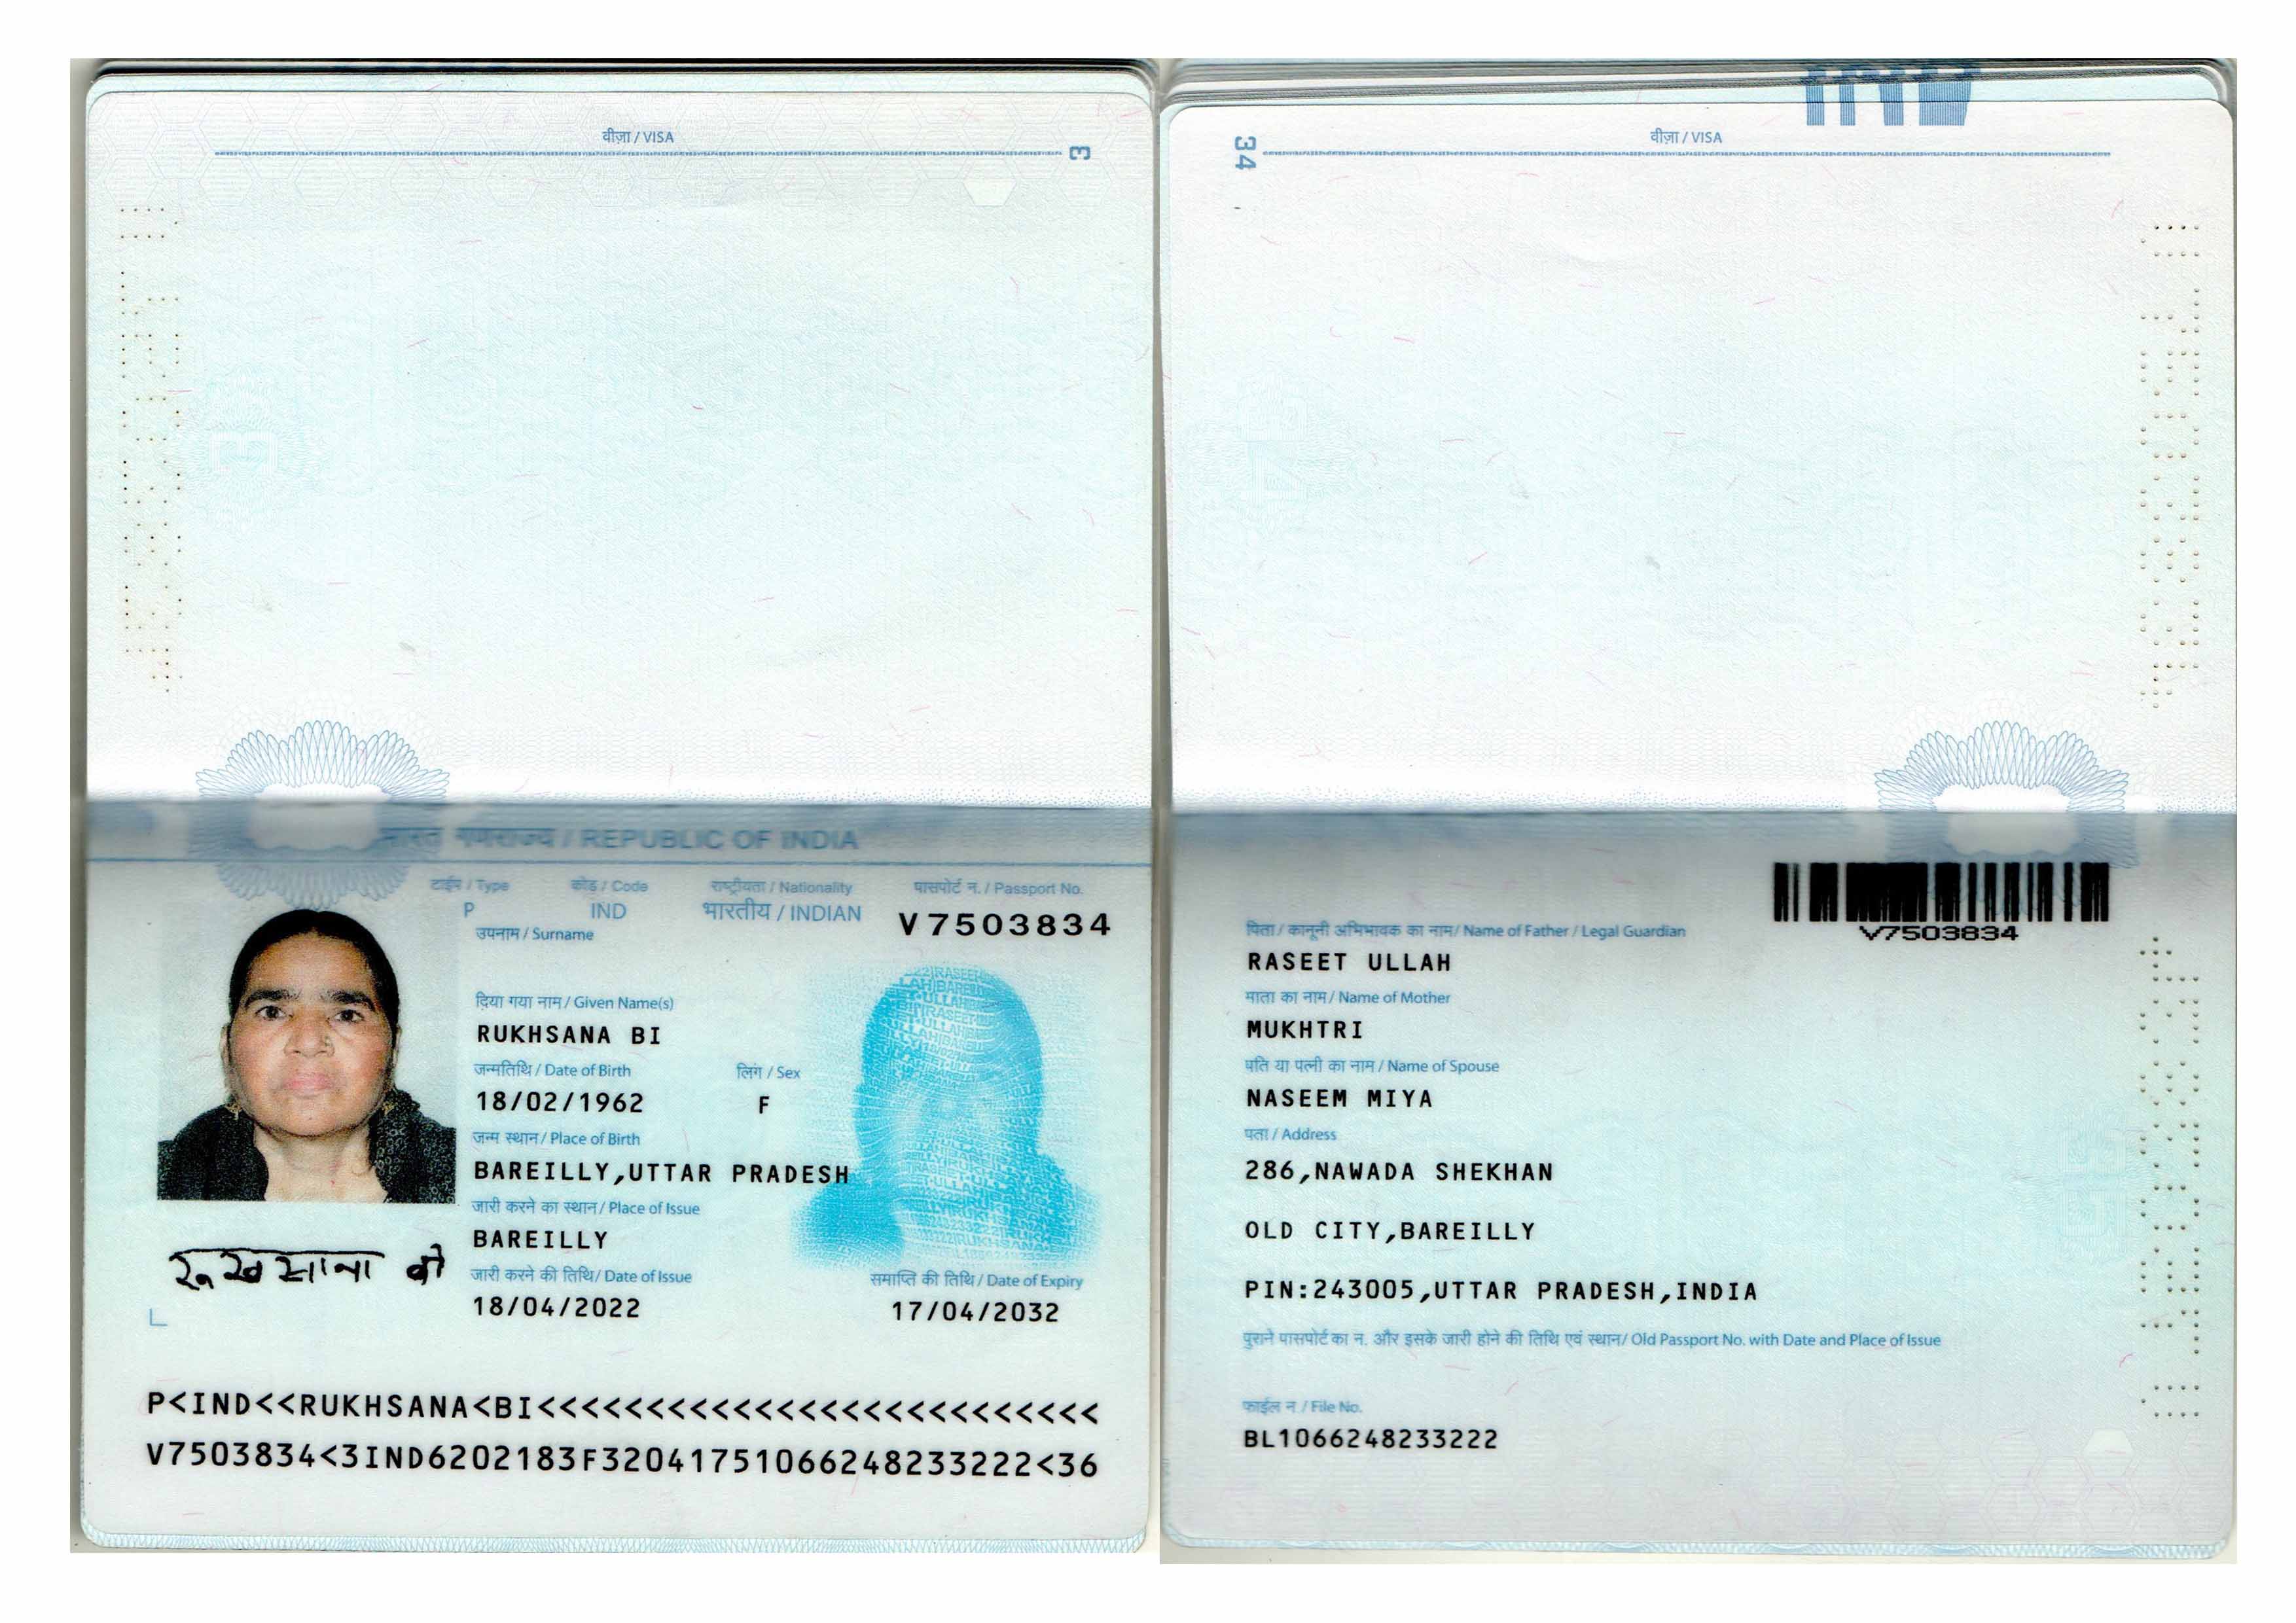 वीज़ा / VISA
3
भारत गणराज्य / REPUBLIC OF INDIA
टाईप / Type
कोड / Code
राष्ट्रीयता / Nationality
पासपोर्ट न. / Passport No.
P
IND
भारतीय / INDIAN
V7503834
उपनाम / Surname
दिया गया नाम / Given Name(s)
RUKHSANA BI
जन्मतिथि / Date of Birth
लिंग / Sex
18/02/1962
F
जन्म स्थान / Place of Birth
BAREILLY,UTTAR PRADESH
जारी करने का स्थान / Place of Issue
BAREILLY
रुखसाना बी
जारी करने की तिथि / Date of Issue
समाप्ति की तिथि / Date of Expiry
18/04/2022
17/04/2032
P<IND<<RUKHSANA<BI<<<<<<<<<<<<<<<<<<<<<<<<<<
V7503834<3IND6202183F32041751066248233222<36
34
वीज़ा / VISA
V7503834
पिता / कानूनी अभिभावक का नाम / Name of Father / Legal Guardian
RASEET ULLAH
माता का नाम / Name of Mother
MUKHTRI
पति या पत्नी का नाम / Name of Spouse
NASEEM MIYA
पता / Address
286,NAWADA SHEKHAN
OLD CITY,BAREILLY
PIN:243005,UTTAR PRADESH,INDIA
पुराने पासपोर्ट का न. और इसके जारी होने की तिथि एवं स्थान / Old Passport No. with Date and Place of Issue
फाईल न / File No.
BL1066248233222